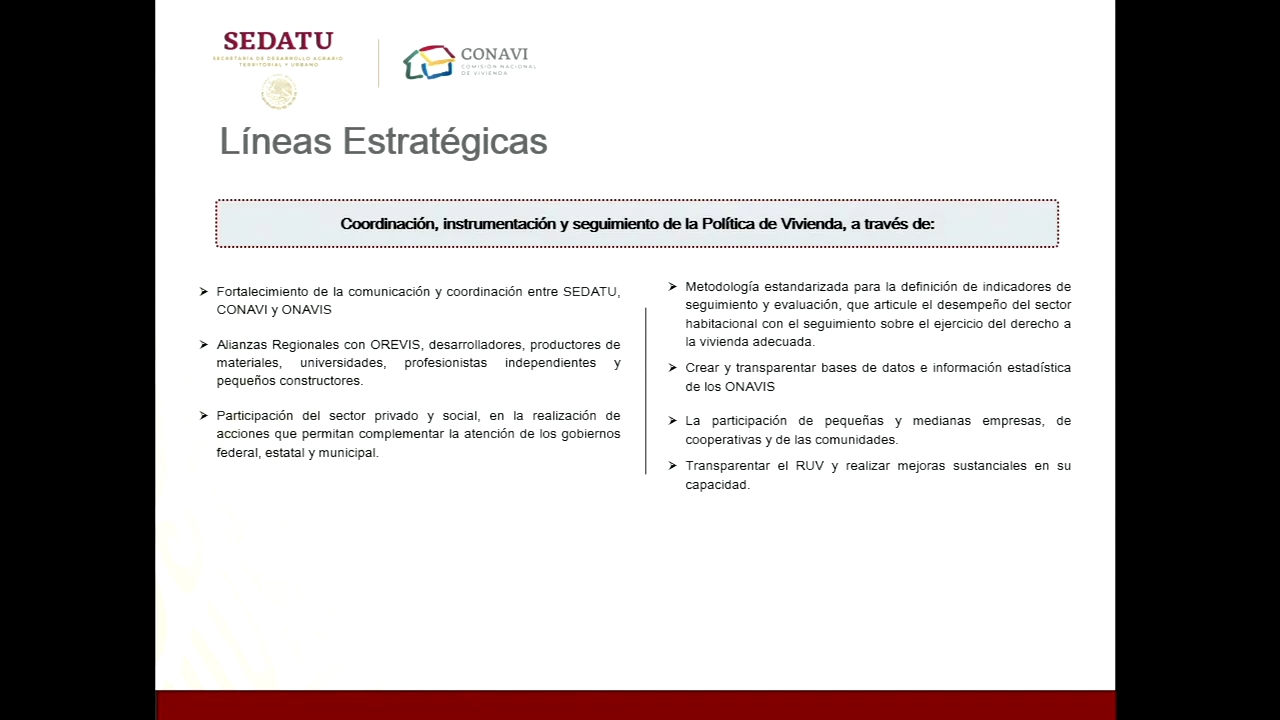 SEDATU
SECRETARÍA DE DESARROLLO AGRARIO
TERRITORIAL Y URBANO
CONAVI
COMISIÓN NACIONAL
DE VIVIENDA
Líneas Estratégicas
Coordinación, instrumentación y seguimiento de la Política de Vivienda, a través de:
➢ Fortalecimiento de la comunicación y coordinación entre SEDATU,
CONAVI y ONAVIS
➢ Alianzas Regionales con OREVIS, desarrolladores, productores de
materiales, universidades, profesionistas independientes y
pequeños constructores.
➢ Participación del sector privado y social, en la realización de
acciones que permitan complementar la atención de los gobiernos
federal, estatal y municipal.
➢ Metodología estandarizada para la definición de indicadores de
seguimiento y evaluación, que articule el desempeño del sector
habitacional con el seguimiento sobre el ejercicio del derecho a
la vivienda adecuada.
➢ Crear y transparentar bases de datos e información estadística
de los ONAVIS
➢ La participación de pequeñas y medianas empresas, de
cooperativas y de las comunidades.
➢ Transparentar el RUV y realizar mejoras sustanciales en su
capacidad.